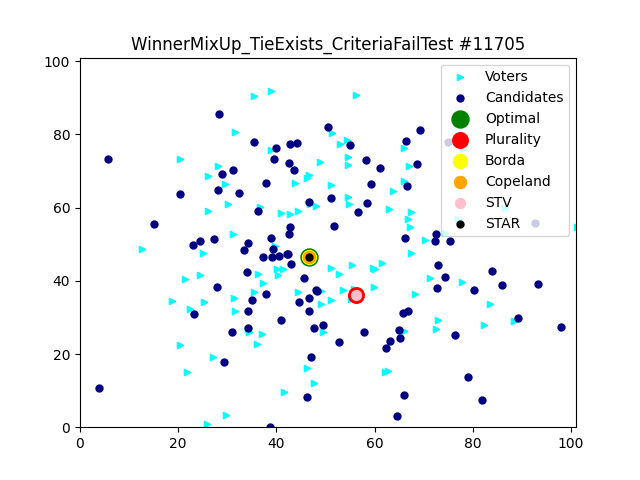 WinnerMixUp_TieExists_CriteriaFailTest #11705
Voters
Candidates
Optimal
Plurality
Borda
Copeland
STV
STAR
100
80
60
40
20
0
0 20 40 60 80 100